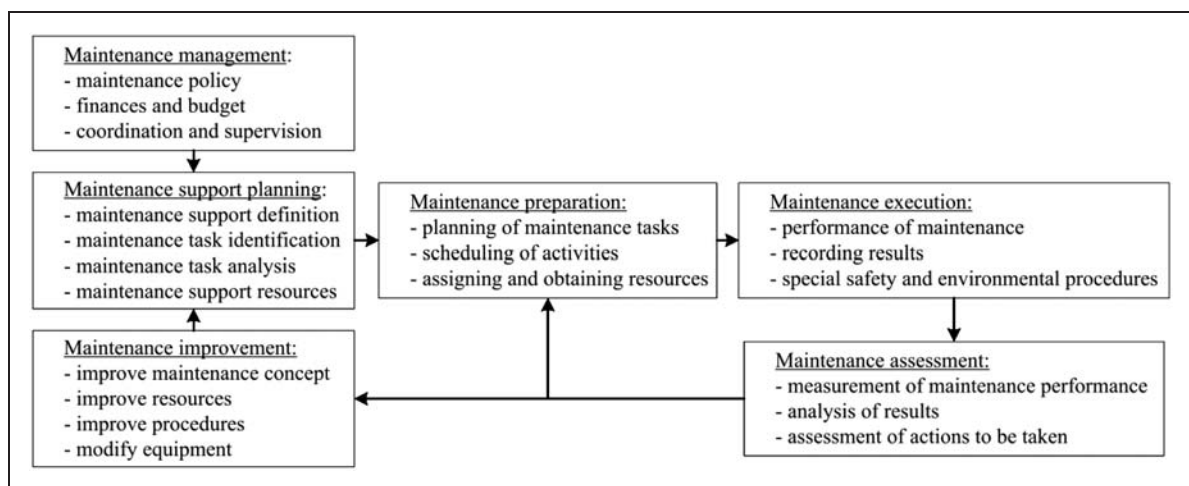 Maintenance management:
- maintenance policy
- finances and budget
- coordination and supervision
Maintenance support planning:
- maintenance support definition
- maintenance task identification
- maintenance task analysis
- maintenance support resources
Maintenance preparation:
- planning of maintenance tasks
- scheduling of activities
- assigning and obtaining resources
Maintenance execution:
- performance of maintenance
- recording results
- special safety and environmental procedures
Maintenance improvement:
- improve maintenance concept
- improve resources
- improve procedures
- modify equipment
Maintenance assessment:
- measurement of maintenance performance
- analysis of results
- assessment of actions to be taken